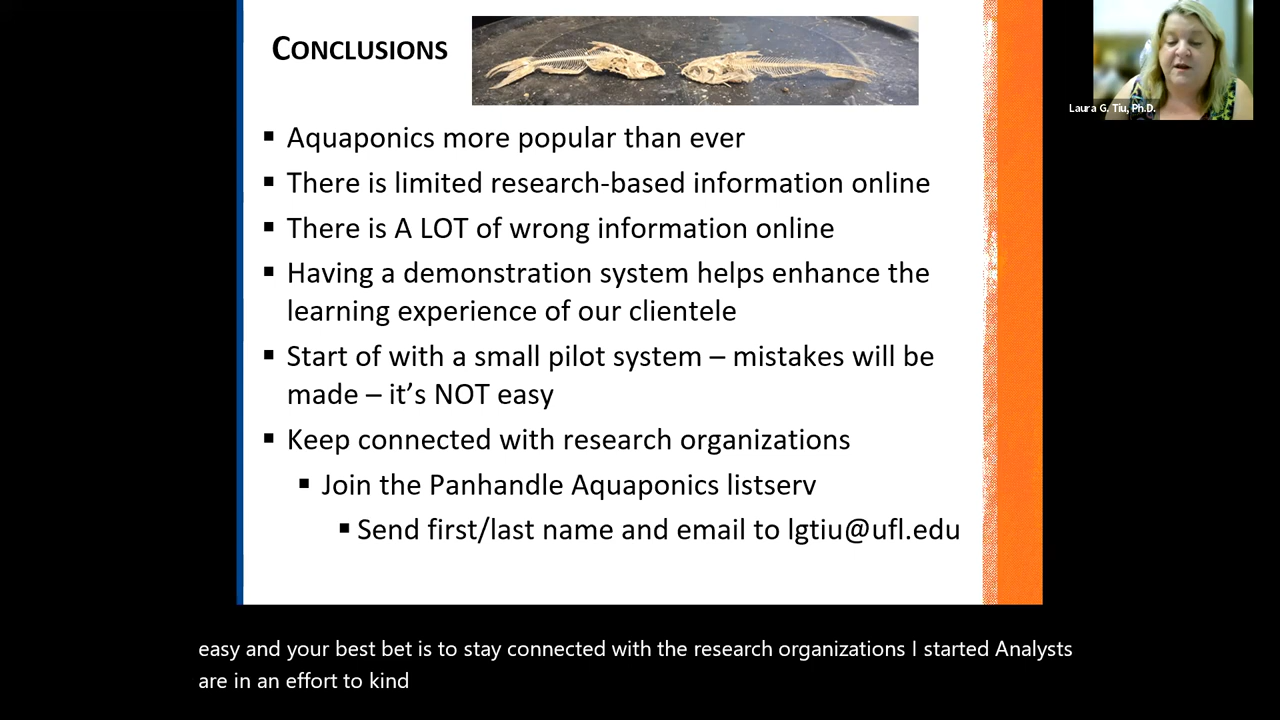 CONCLUSIONS
Laura G. Tiu, Ph.D.
▪ Aquaponics more popular than ever
▪ There is limited research-based information online
▪ There is A LOT of wrong information online
▪ Having a demonstration system helps enhance the
learning experience of our clientele
▪ Start of with a small pilot system – mistakes will be
made – it’s NOT easy
▪ Keep connected with research organizations
▪ Join the Panhandle Aquaponics listserv
▪ Send first/last name and email to lgtiu@ufl.edu
easy and your best bet is to stay connected with the research organizations I started Analysts
are in an effort to kind